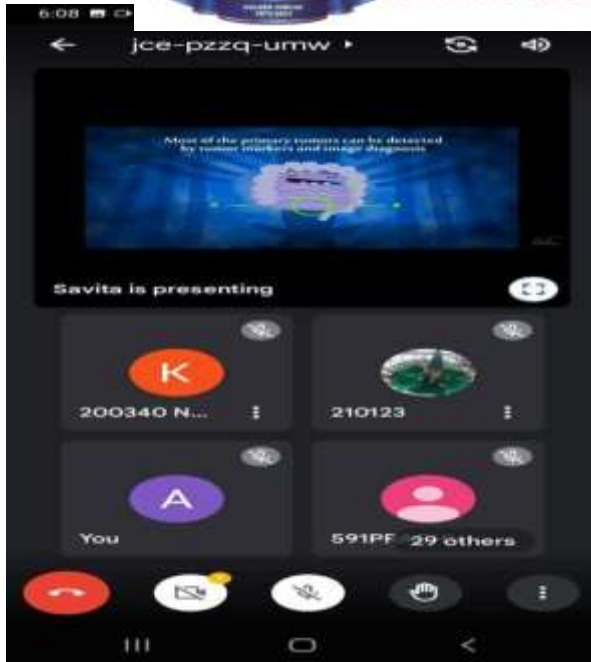 6:08
jce-pzzq-umw
Most of the primary tumors can be detected
by tumor markers and image diagnosis
Savita is presenting
K
200340 N...
210123
A
You
591PF
29 others